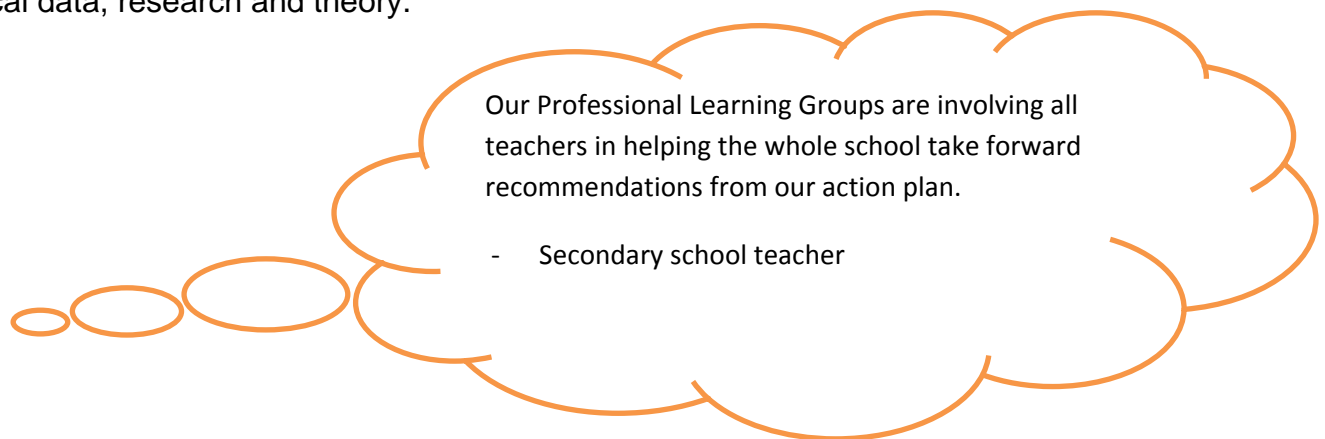 cal data, research and theory.
Our Professional Learning Groups are involving all
teachers in helping the whole school take forward
recommendations from our action plan.
- Secondary school teacher